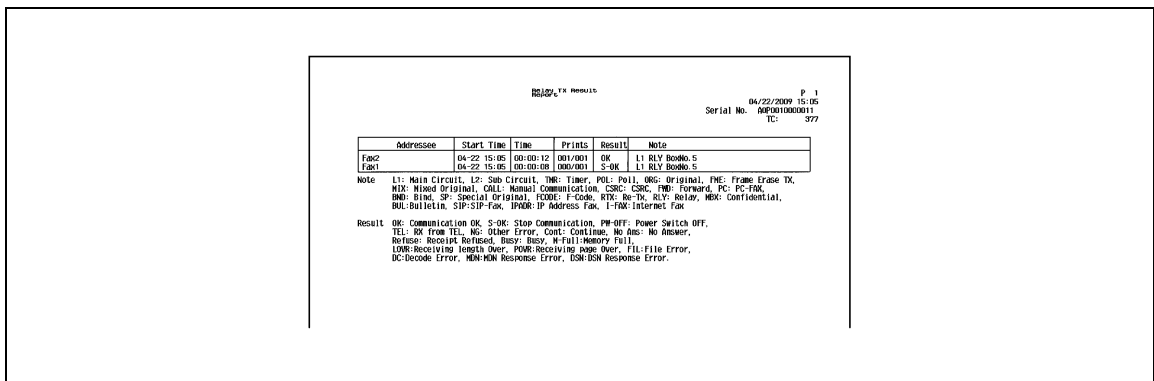 Relay TX Result
Report
P 1
04/22/2009 15:05
Serial No. A0P0010000011
TC: 377
Addressee Start Time Time Prints Result Note
Fax2 04-22 15:05 00:00:12 001/001 OK L1 RLY BoxNo.5
Fax1 04-22 15:05 00:00:08 000/001 S-OK L1 RLY BoxNo.5
Note L1: Main Circuit, L2: Sub Circuit, TMR: Timer, POL: Poll, ORG: Original, FME: Frame Erase TX,
MIX: Mixed Original, CALL: Manual Communication, CSRC: CSRC, FWD: Forward, PC: PC-FAX,
BND: Bind, SP: Special Original, FCODE: F-Code, RTX: Re-Tx, RLY: Relay, MBX: Confidential,
BUL:Bulletin, SIP:SIP-Fax, IPADR:IP Address Fax, I-FAX:Internet Fax
Result OK: Communication OK, S-OK: Stop Communication, PW-OFF: Power Switch OFF,
TEL: RX from TEL, NG: Other Error, Cont: Continue, No Ans: No Answer,
Refuse: Receipt Refused, Busy: Busy, M-Full:Memory Full,
LOVR:Receiving length Over, POVR:Receiving page Over, FIL:File Error,
DC:Decode Error, MDN:MDN Response Error, DSN:DSN Response Error.